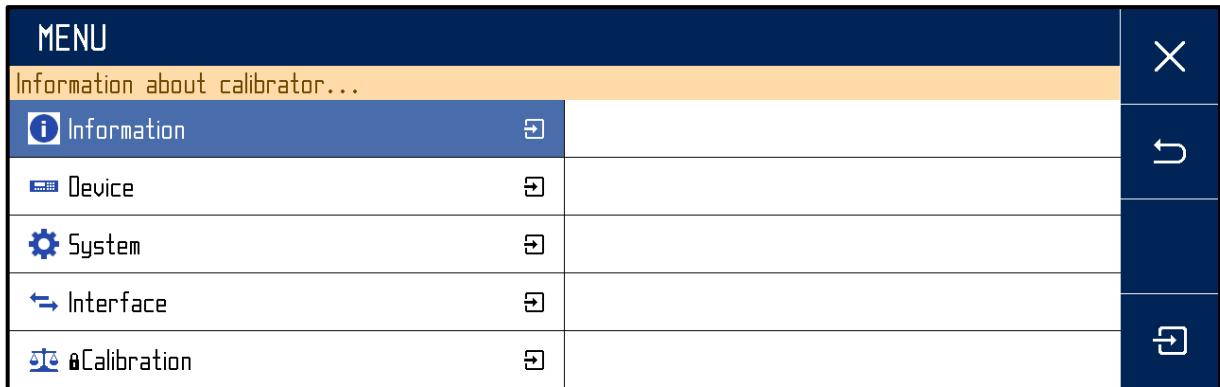 MENU
Information about calibrator...
Information
Device
System
Interface
Calibration